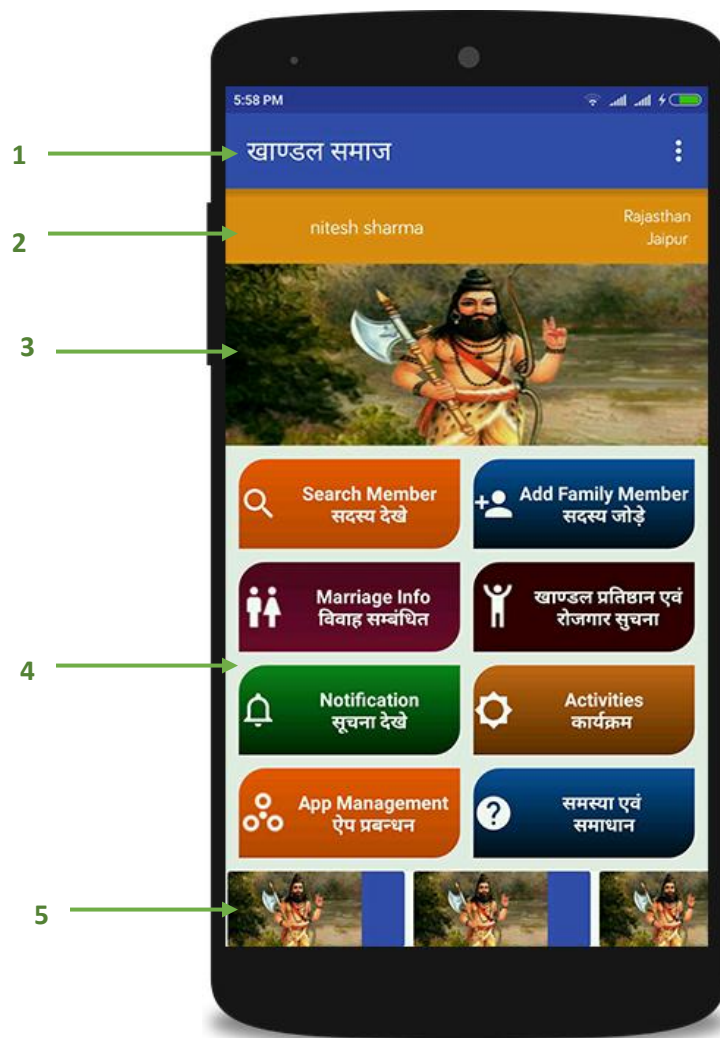 5:58 PM
1
खाण्डल समाज
2
nitesh sharma
Rajasthan
Jaipur
3
Search Member
सदस्य देखे
Add Family Member
सदस्य जोड़े
Marriage Info
विवाह सम्बंधित
खाण्डल प्रतिष्ठान एवं
रोजगार सुचना
4
Notification
सूचना देखे
Activities
कार्यक्रम
App Management
ऐप प्रबन्धन
समस्या एवं
समाधान
5